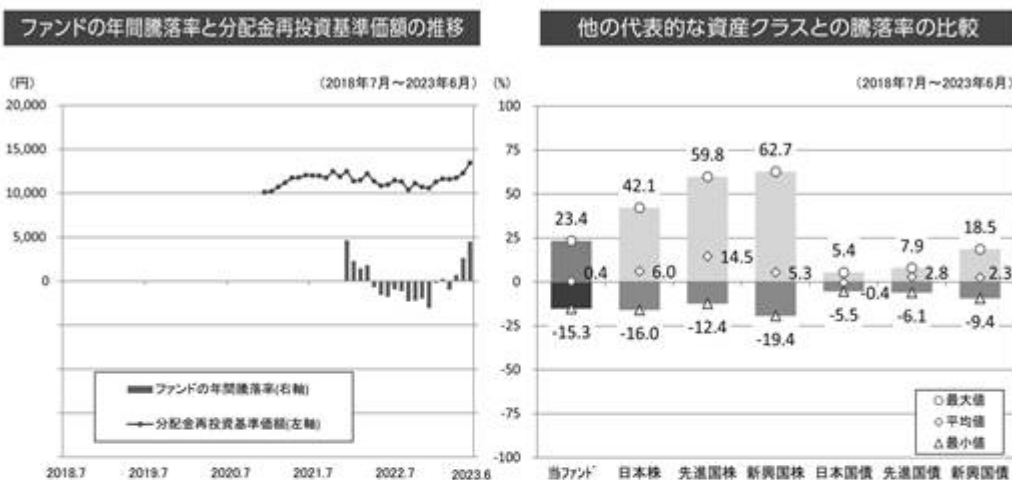 ファンドの年間騰落率と分配金再投資基準価額の推移
(円)
(2018年7月～2023年6月)
20,000
15,000
10,000
5,000
0
ファンドの年間騰落率(右軸)
分配金再投資基準価額(左軸)
2018.7 2019.7 2020.7 2021.7 2022.7 2023.6
他の代表的な資産クラスとの騰落率の比較
(%)
(2018年7月～2023年6月)
100
75
50
25
0
-25
-50
-75
-100
23.4 42.1 59.8 62.7 5.4 7.9 18.5
0.4 6.0 14.5 5.3 -0.4 2.8 2.3
-15.3 -16.0 -12.4 -19.4 -5.5 -6.1 -9.4
○最大値
◇平均値
△最小値
当ファンド 日本株 先進国株 新興国株 日本国債 先進国債 新興国債